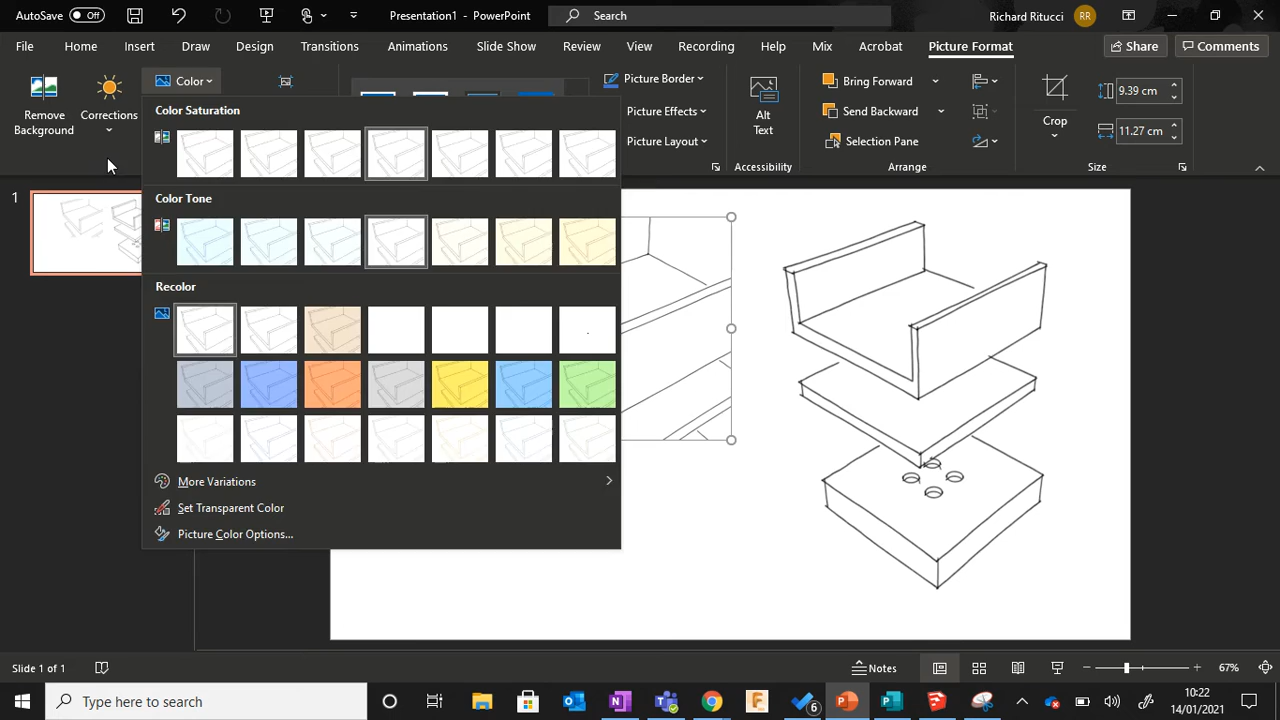 AutoSave Off Presentation1 - PowerPoint Search Richard Ritucci RR
File Home Insert Draw Design Transitions Animations Slide Show Review View Recording Help Mix Acrobat Picture Format Share Comments
Remove Background
Corrections
Color
Picture Border
Picture Effects
Picture Layout
Alt Text
Accessibility
Bring Forward
Send Backward
Selection Pane
Arrange
Crop
9.39 cm
11.27 cm
Size
Color Saturation
Color Tone
Recolor
More Variations
Set Transparent Color
Picture Color Options...
1
Slide 1 of 1 Notes 67%
Type here to search 6 10:22
14/01/2021